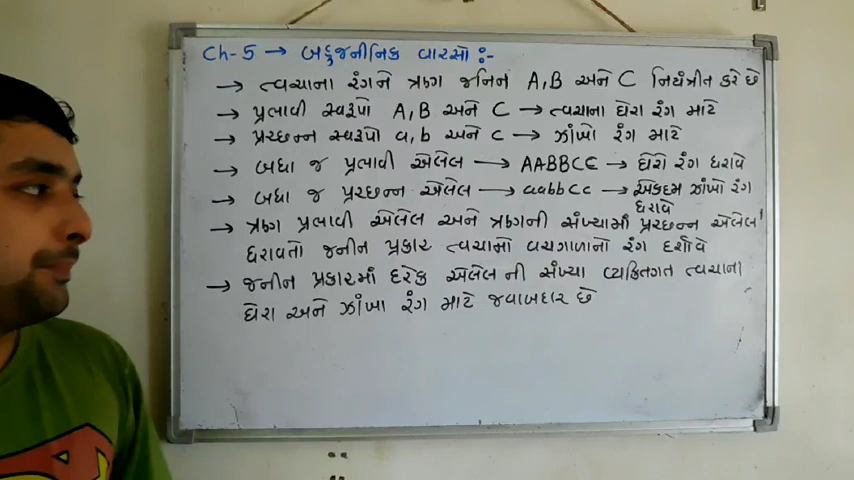 Ch-5 → બહુજનીનિક વારસો :-
→ ત્વચાના રંગને ત્રણ જનિન A,B અને C નિયંત્રીત કરે છે
→ પ્રભાવી સ્વરૂપો A,B અને C → ત્વચાના ઘેરા રંગ માટે
→ પ્રચ્છન્ન સ્વરૂપો a,b અને c → ઝાંખો રંગ માટે
→ બધા જ પ્રભાવી એલેલ → AABBCC → ઘેરો રંગ ધરાવે
→ બધા જ પ્રચ્છન્ન એલેલ → aabbcc → એકદમ ઝાંખો રંગ
ધરાવે
→ ત્રણ પ્રભાવી એલેલ અને ત્રણની સંખ્યામાં પ્રચ્છન્ન એલેલ
ધરાવતો જનીન પ્રકાર ત્વચામાં વચગાળાનો રંગ દર્શાવે
→ જનીન પ્રકારમાં દરેક એલેલ ની સંખ્યા વ્યક્તિગત ત્વચાના
ઘેરા અને ઝાંખા રંગ માટે જવાબદાર છે